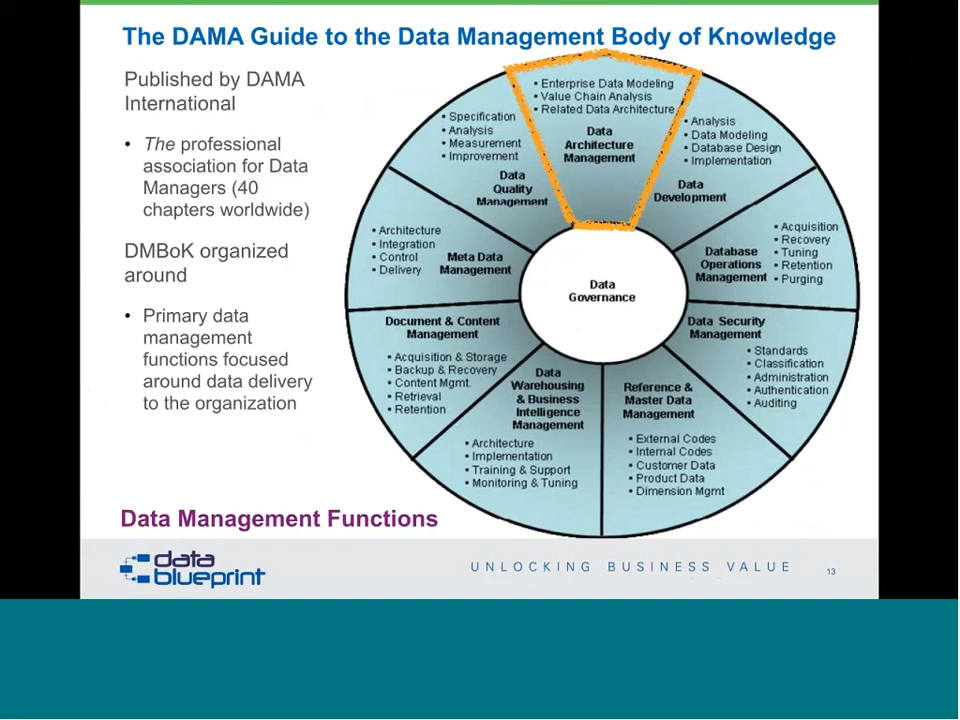 The DAMA Guide to the Data Management Body of Knowledge
Published by DAMA
International
• The professional
association for Data
Managers (40
chapters worldwide)
DMBoK organized
around
• Primary data
management
functions focused
around data delivery
to the organization
• Enterprise Data Modeling
• Value Chain Analysis
• Related Data Architecture
Data
Architecture
Management
• Analysis
• Data Modeling
• Database Design
• Implementation
Data
Development
• Acquisition
• Recovery
• Tuning
• Retention
• Purging
Database
Operations
Management
Data Security
Management
• Standards
• Classification
• Administration
• Authentication
• Auditing
Reference &
Master Data
Management
• External Codes
• Internal Codes
• Customer Data
• Product Data
• Dimension Mgmt
Data
Warehousing
& Business
Intelligence
Management
• Architecture
• Implementation
• Training & Support
• Monitoring & Tuning
Document & Content
Management
• Acquisition & Storage
• Backup & Recovery
• Content Mgmt.
• Retrieval
• Retention
• Architecture
• Integration
• Control
• Delivery
Meta Data
Management
• Specification
• Analysis
• Measurement
• Improvement
Data
Quality
Management
Data
Governance
Data Management Functions
data
blueprint
UNLOCKING BUSINESS VALUE
13